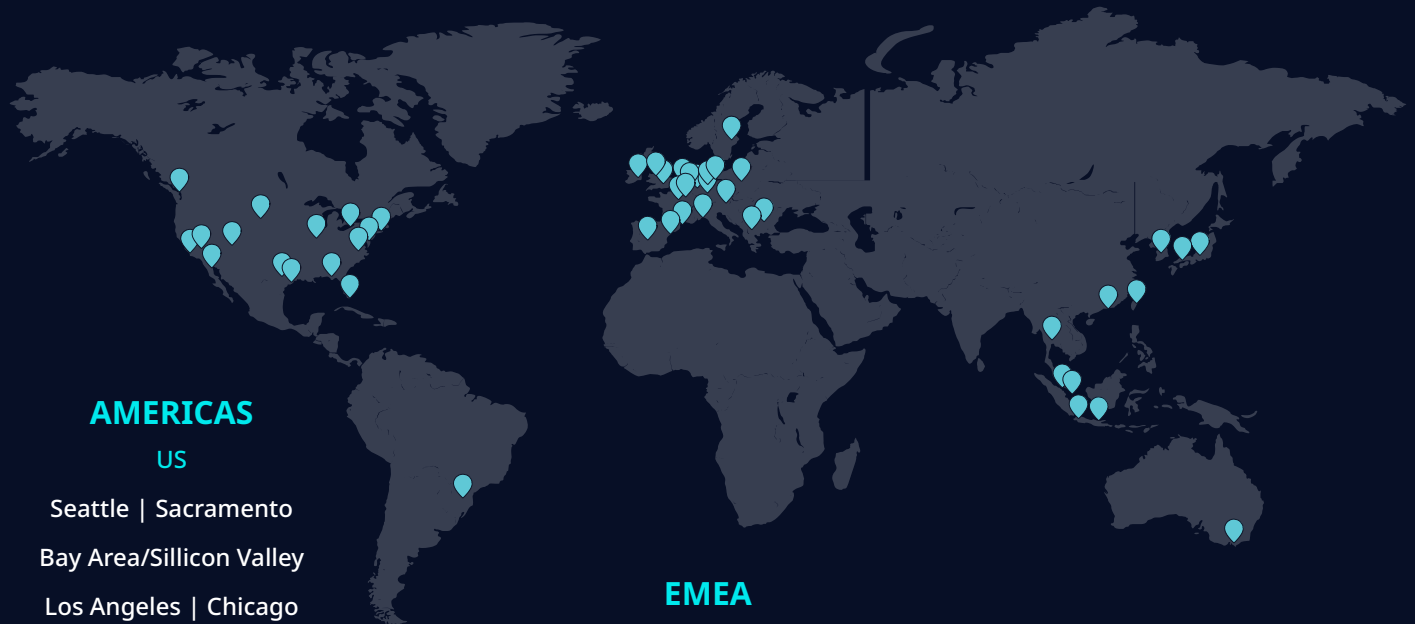 AMERICAS
US
Seattle | Sacramento
Bay Area/Sillicon Valley
Los Angeles | Chicago
EMEA